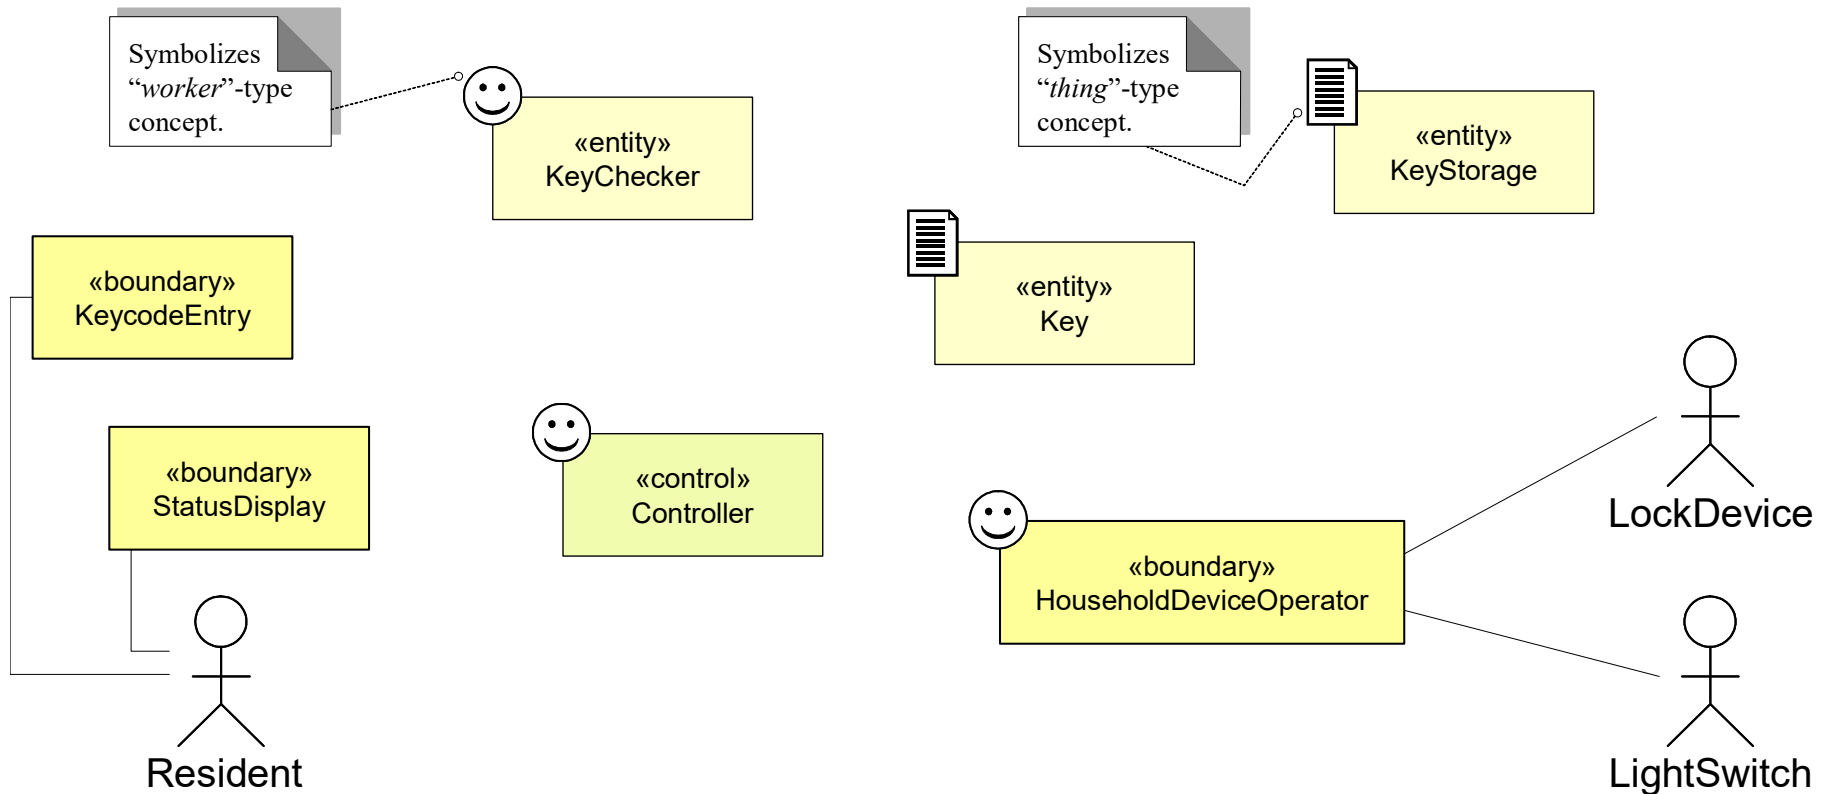 Symbolizes
“worker”-type
concept.
«entity»
KeyChecker
Symbolizes
“thing”-type
concept.
«entity»
KeyStorage
«boundary»
KeycodeEntry
«entity»
Key
«boundary»
StatusDisplay
«control»
Controller
«boundary»
HouseholdDeviceOperator
LockDevice
Resident
LightSwitch